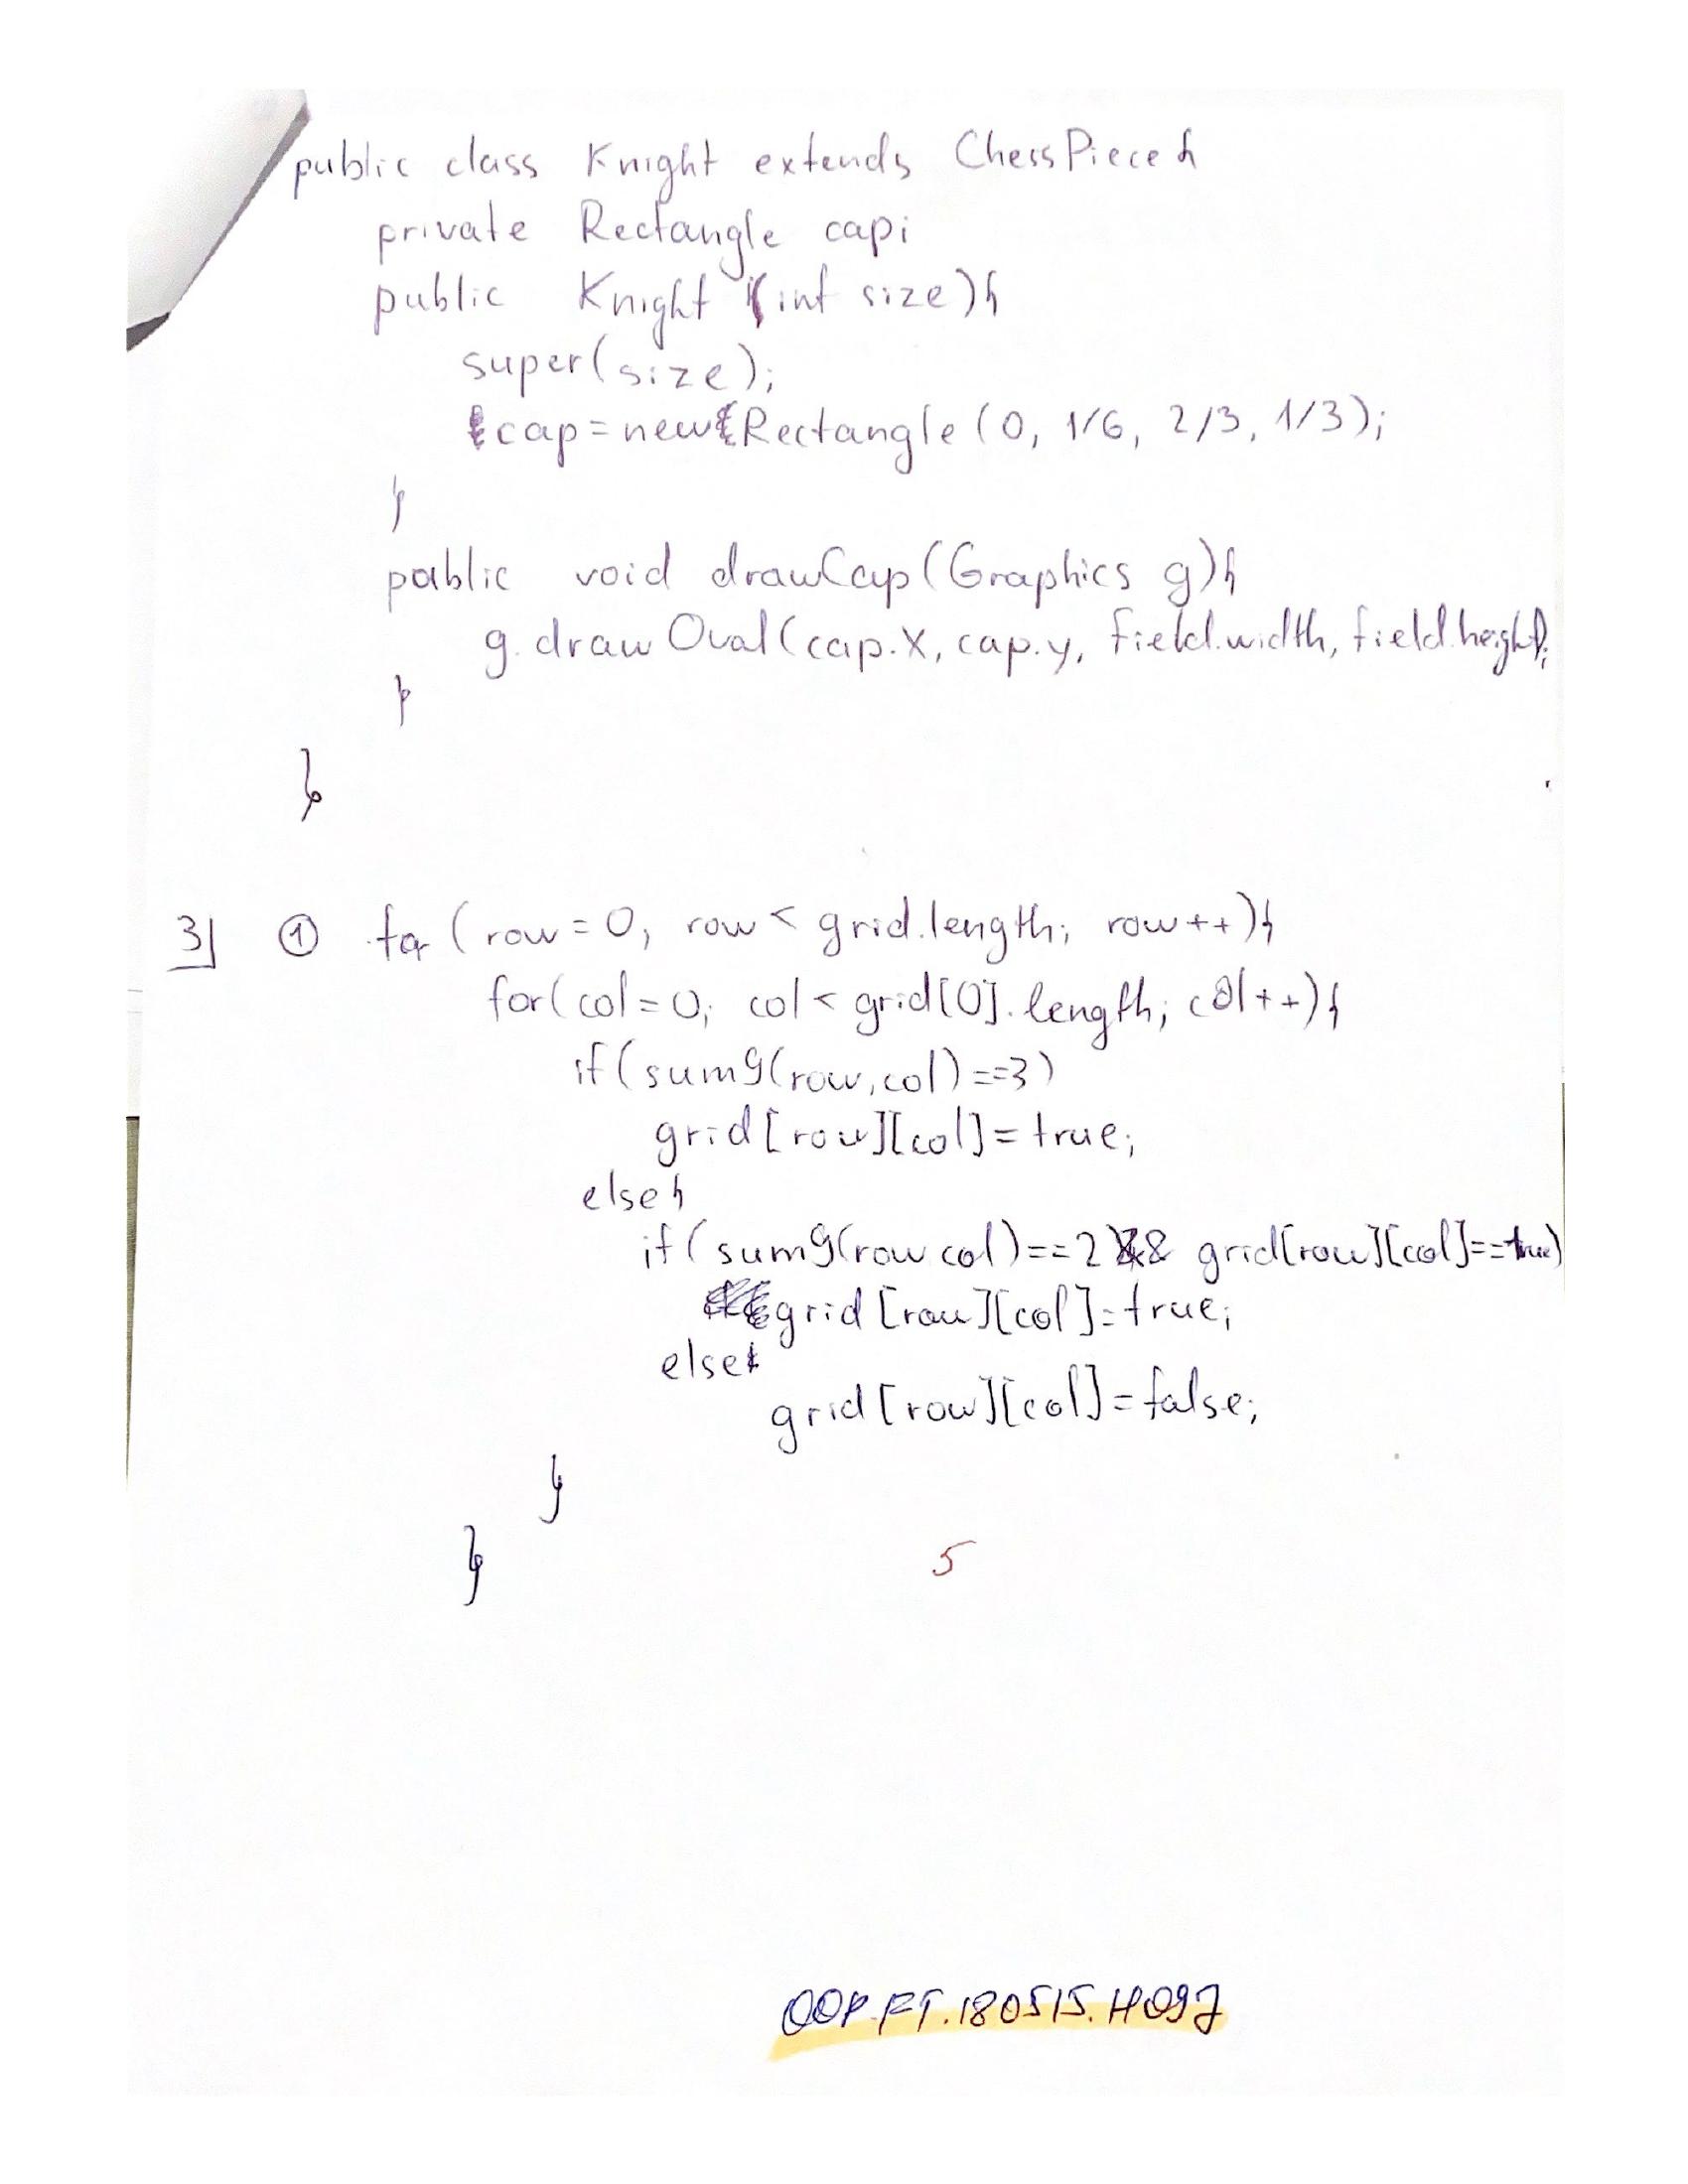 public class Knight extends ChessPiece{
private Rectangle cap;
public Knight (int size){
super(size);
cap=new Rectangle(0, 1/6, 2/3, 1/3);
}
public void drawCap(Graphics g){
g.drawOval(cap.x, cap.y, field.width, field.height);
}
}
3] ① for (row=0; row < grid.length; row++){
for(col=0; col < grid[0].length; col++){
if(sum9(row,col)==3)
grid[row][col]=true;
else{
if(sum9(row col)==2 && grid[row][col]==true)
grid[row][col]=true;
else
grid[row][col]=false;
}
}
5
OOP.FT.180515.H097